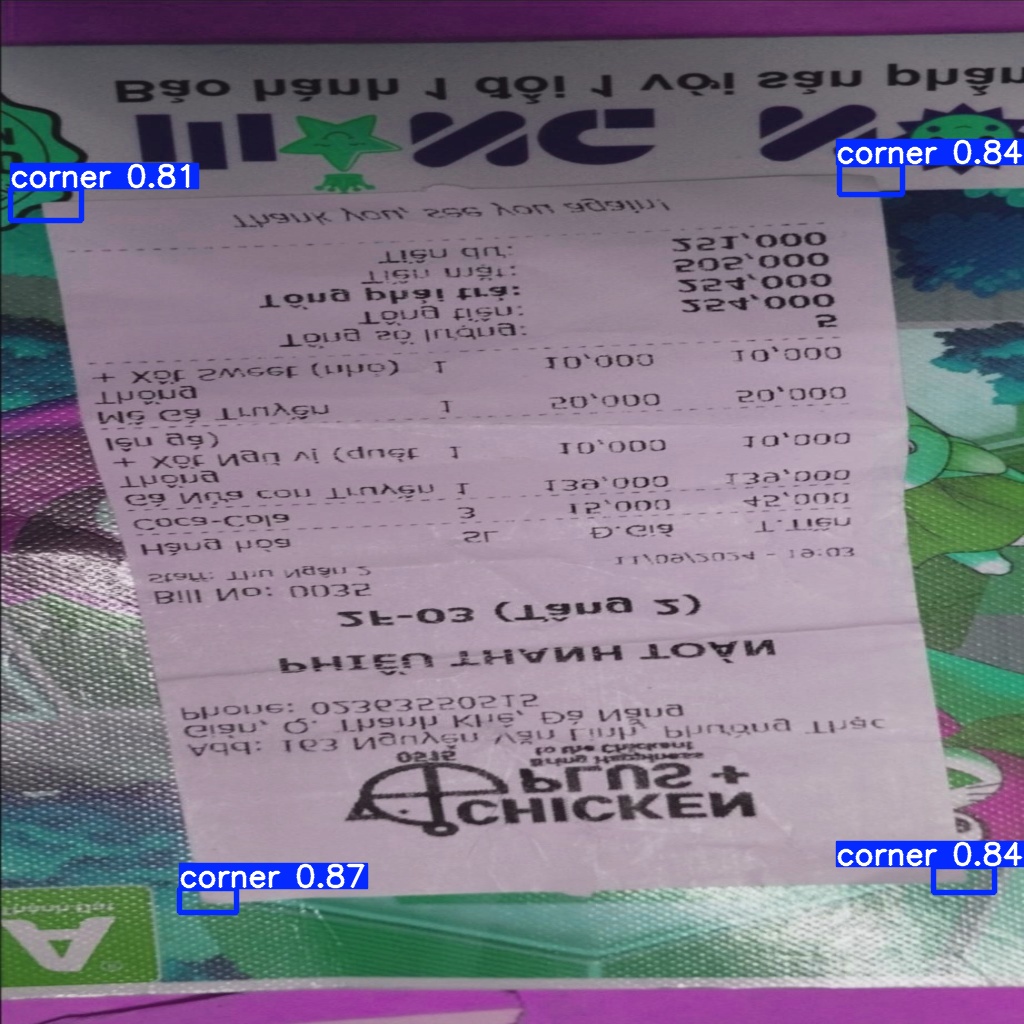 CHICKEN
PLUS +
Bring Happiness
to the Chicken!
0515
Add: 163 Nguyễn Văn Linh, Phường Thạc
Gián, Q. Thanh Khê, Đà Nẵng
Phone: 02363550515
PHIẾU THANH TOÁN
2F-03 (Tầng 2)
Bill No: 0035
Staff: Thu Ngân 2 11/09/2024 - 19:03
Hàng hóa SL Đ.Giá T.Tiền
Coca-Cola 3 15,000 45,000
Gà Nửa con Truyền 1 139,000 139,000
Thống
+ Xốt Ngũ vị (quét 1 10,000 10,000
lên gà)
Mề Gà Truyền 1 50,000 50,000
Thống
+ Xốt Sweet (nhỏ) 1 10,000 10,000
Tổng số lượng: 5
Tổng tiền: 254,000
Tổng phải trả: 254,000
Tiền mặt: 505,000
Tiền dư: 251,000
Thank you, see you again!
Bảo hành 1 đổi 1 với sản
corner 0.81
corner 0.84
corner 0.87
corner 0.84